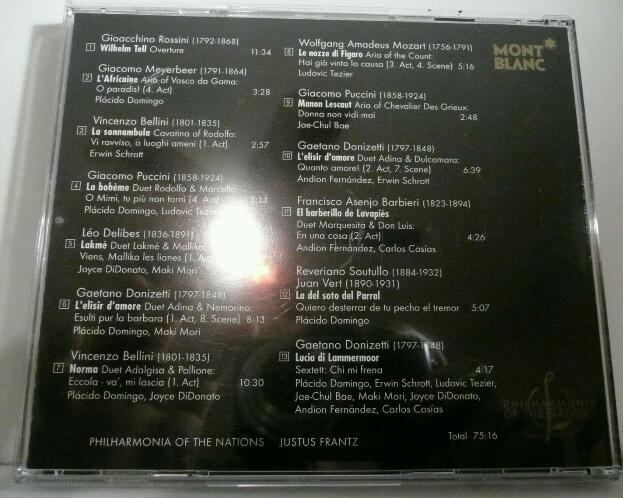 Gioacchino Rossini (1792-1868)
1 Wilhelm Tell Overture 11:34
Giacomo Meyerbeer (1791-1864)
2 L'Africaine Aria of Vasco da Gama:
O paradis! (4. Act) 3:28
Plácido Domingo
Vincenzo Bellini (1801-1835)
3 La sonnambula Cavatina of Rodolfo:
Vi ravviso, o luoghi ameni (1. Act) 2:57
Erwin Schrott
Giacomo Puccini (1858-1924)
4 La bohème Duet Rodolfo & Marcello
O Mimi, tu più non torni (4. Act) 3:14
Plácido Domingo, Ludovic Tezier
Léo Delibes (1836-1891)
5 Lakmé Duet Lakmé & Mallika
Viens, Mallika les lianes (1. Act)
Joyce DiDonato, Maki Mori
Gaetano Donizetti (1797-1848)
6 L'elisir d'amore Duet Adina & Nemorino:
Esulti pur la barbara (1. Act, 8. Scene) 8:13
Plácido Domingo, Maki Mori
Vincenzo Bellini (1801-1835)
7 Norma Duet Adalgisa & Pollione:
Eccola - va', mi lascia (1. Act) 10:30
Plácido Domingo, Joyce DiDonato
Wolfgang Amadeus Mozart (1756-1791)
8 Le nozze di Figaro Aria of the Count:
Hai già vinto la causa (3. Act, 4. Scene) 5:16
Ludovic Tezier
Giacomo Puccini (1858-1924)
9 Manon Lescaut Aria of Chevalier Des Grieux:
Donna non vidi mai 2:48
Jae-Chul Bae
Gaetano Donizetti (1797-1848)
10 L'elisir d'amore Duet Adina & Dulcamara:
Quanto amore! (2. Act, 7. Scene) 6:39
Andion Fernández, Erwin Schrott
Francisco Asenjo Barbieri (1823-1894)
11 El barberillo de Lavapiés
Duet Marquesita & Don Luis:
En una casa (2. Act) 4:26
Andion Fernández, Carlos Cosías
Reveriano Soutullo (1884-1932)
Juan Vert (1890-1931)
12 La del soto del Parral
Quiero desterrar de tu pecho el tremor 5:07
Plácido Domingo
Gaetano Donizetti (1797-1848)
13 Lucia di Lammermoor
Sextett: Chi mi frena 4:17
Plácido Domingo, Erwin Schrott, Ludovic Tezier,
Jae-Chul Bae, Maki Mori, Joyce DiDonato,
Andion Fernández, Carlos Cosías
MONT
BLANC
PHILHARMONIA
OF THE NATIONS
PHILHARMONIA OF THE NATIONS JUSTUS FRANTZ Total 75:16